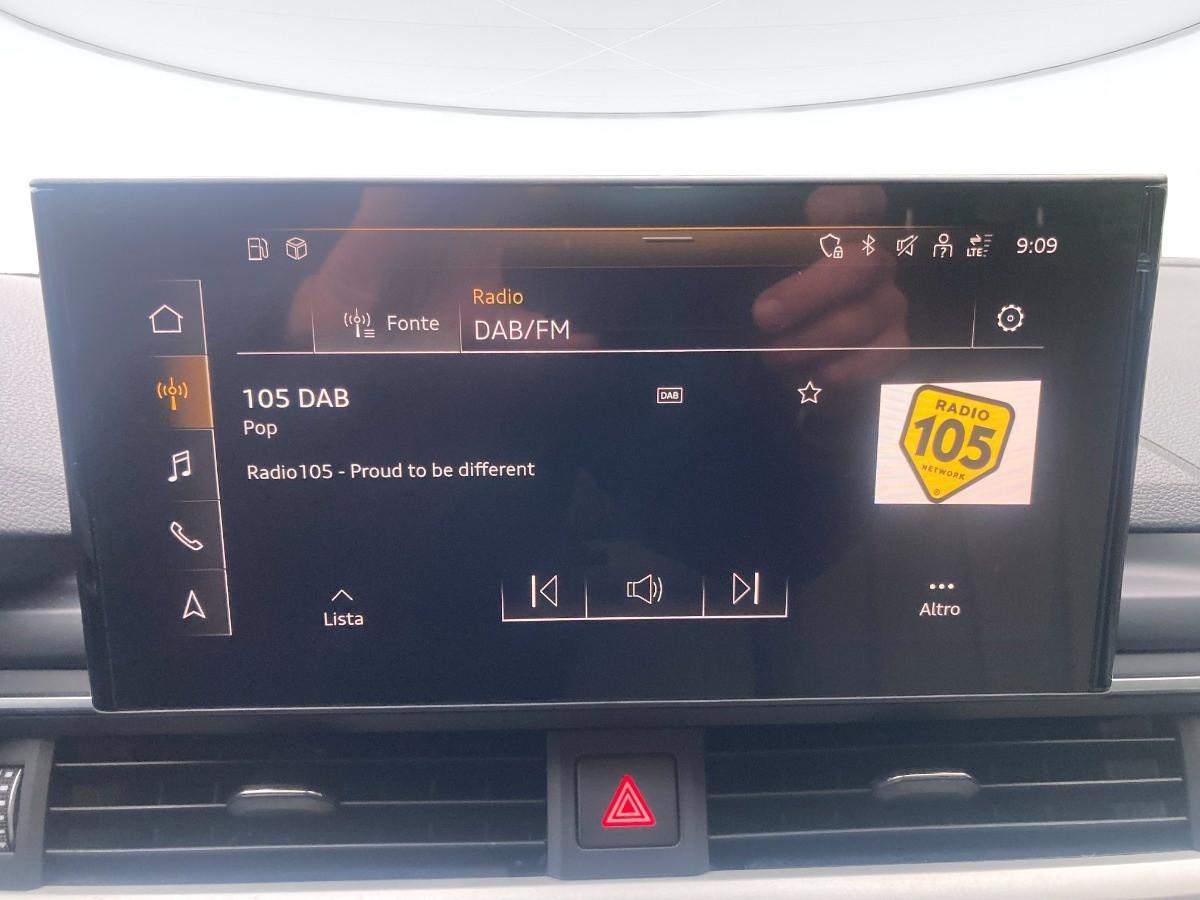 LTE
9:09
Fonte
Radio
DAB/FM
105 DAB
DAB
Pop
Radio105 - Proud to be different
RADIO
105
NETWORK
Lista
Altro